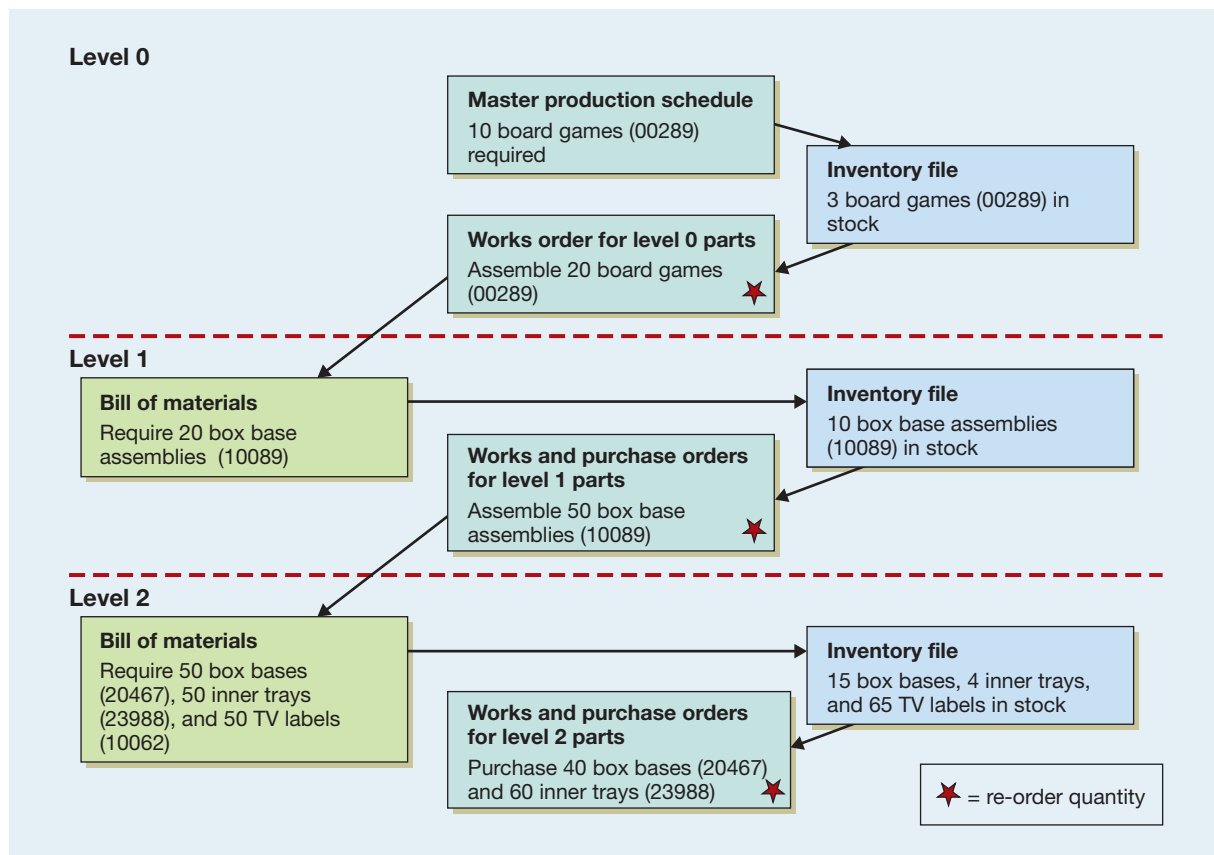 Level 0
Master production schedule
10 board games (00289)
required
Inventory file
3 board games (00289) in
stock
Works order for level 0 parts
Assemble 20 board games
(00289)
Level 1
Bill of materials
Require 20 box base
assemblies (10089)
Inventory file
10 box base assemblies
(10089) in stock
Works and purchase orders
for level 1 parts
Assemble 50 box base
assemblies (10089)
Level 2
Bill of materials
Require 50 box bases
(20467), 50 inner trays
(23988), and 50 TV labels
(10062)
Inventory file
15 box bases, 4 inner trays,
and 65 TV labels in stock
Works and purchase orders
for level 2 parts
Purchase 40 box bases (20467)
and 60 inner trays (23988)
= re-order quantity